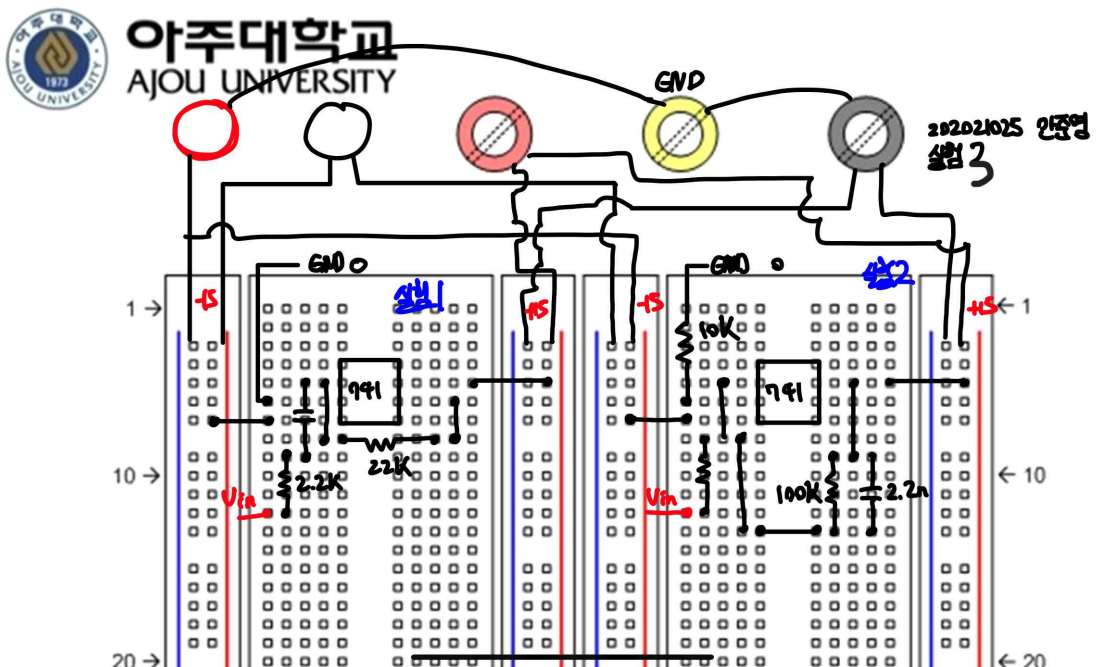 아주대학교
AJOU UNIVERSITY
아주대학교
1973
AJOU UNIVERSITY
GND
202021025 안준영
실험 3
GND
GND
실험1
실험2
-15
+15
-15
+15
1 →
← 1
10K
741
741
22K
2.2K
10 →
← 10
Vin
Vin
100K
2.2n
20 →
← 20